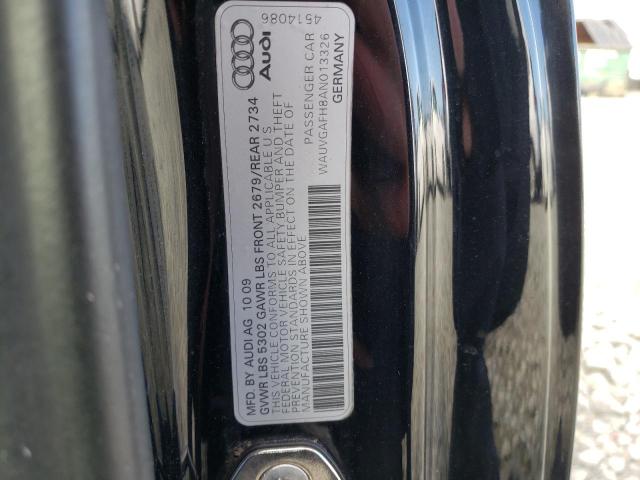 MFD. BY AUDI AG 10 09
GVWR LBS 5302 GAWR LBS FRONT 2679/REAR 2734
THIS VEHICLE CONFORMS TO ALL APPLICABLE U S
FEDERAL MOTOR VEHICLE SAFETY BUMPER AND THEFT
PREVENTION STANDARDS IN EFFECT ON THE DATE OF
MANUFACTURE SHOWN ABOVE
PASSENGER CAR
WAUVGAFH8AN013326
GERMANY
Audi
4514086